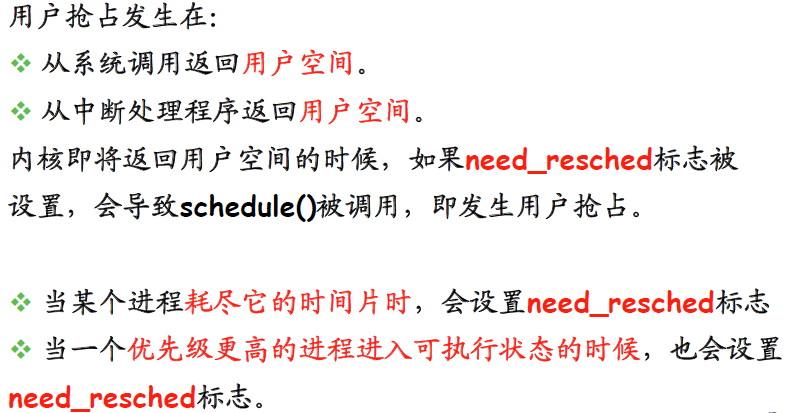 用户抢占发生在：
❖ 从系统调用返回用户空间。
❖ 从中断处理程序返回用户空间。
内核即将返回用户空间的时候，如果need_resched标志被
设置，会导致schedule()被调用，即发生用户抢占。
❖ 当某个进程耗尽它的时间片时，会设置need_resched标志
❖ 当一个优先级更高的进程进入可执行状态的时候，也会设置
need_resched标志。